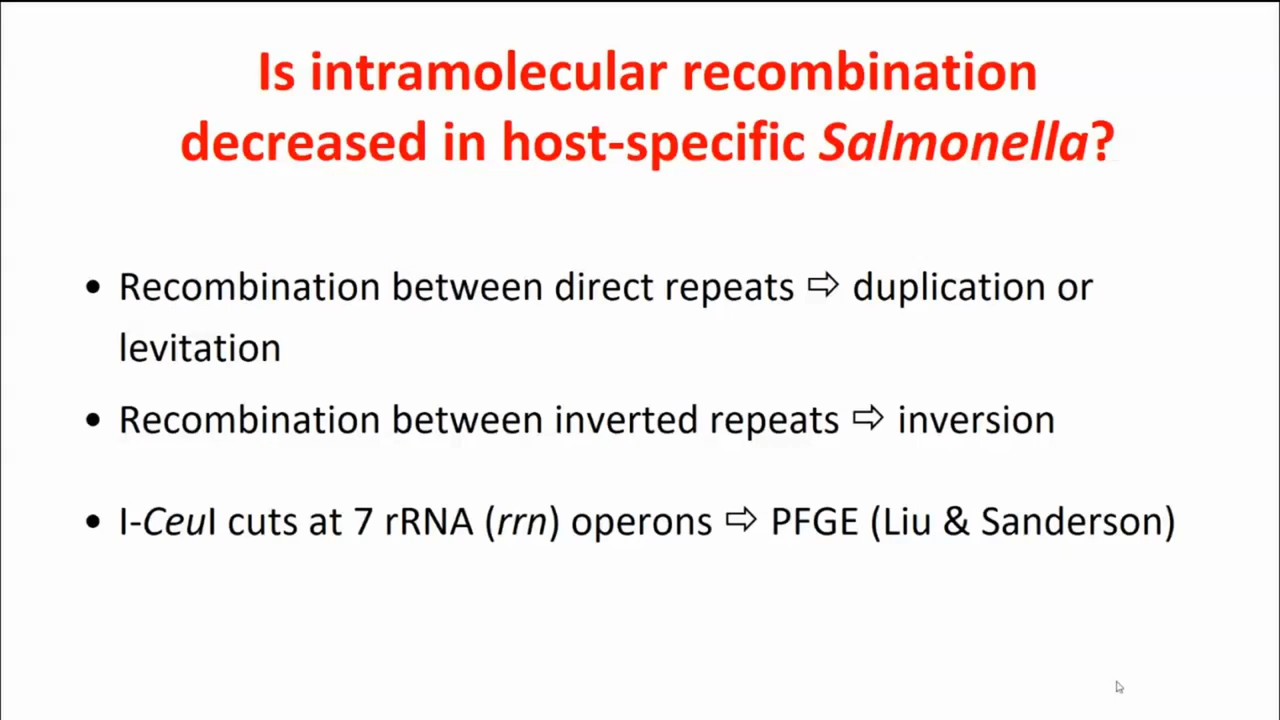 Is intramolecular recombination
decreased in host-specific Salmonella?
• Recombination between direct repeats ⇨ duplication or
levitation
• Recombination between inverted repeats ⇨ inversion
• I-CeuI cuts at 7 rRNA (rrn) operons ⇨ PFGE (Liu & Sanderson)